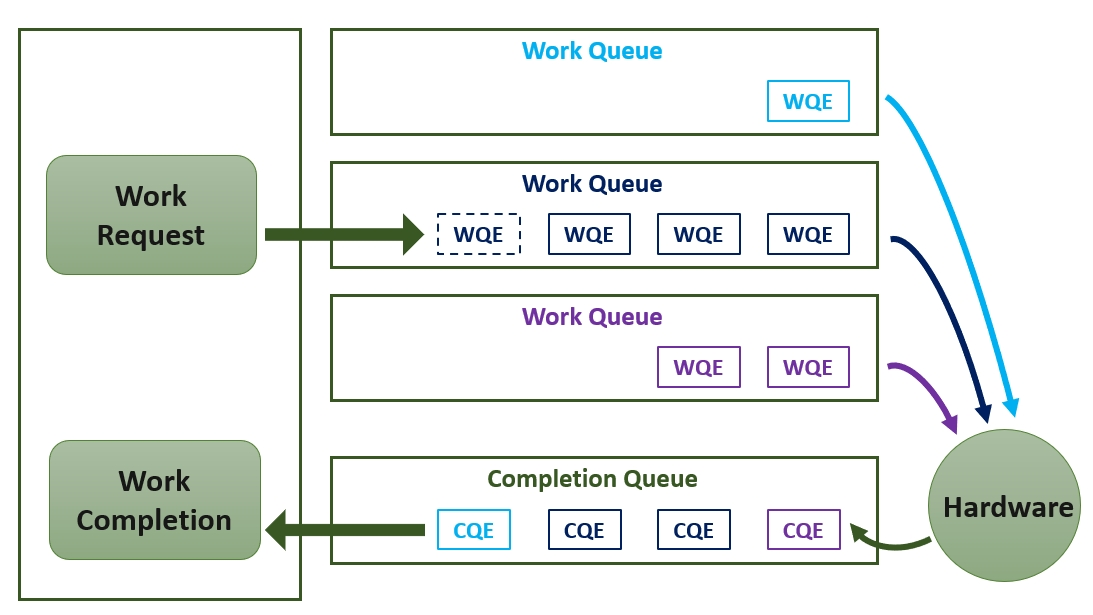 Work Queue
WQE
Work
Request
Work Queue
WQE WQE WQE WQE
Work Queue
WQE WQE
Work
Completion
Completion Queue
CQE CQE CQE CQE
Hardware